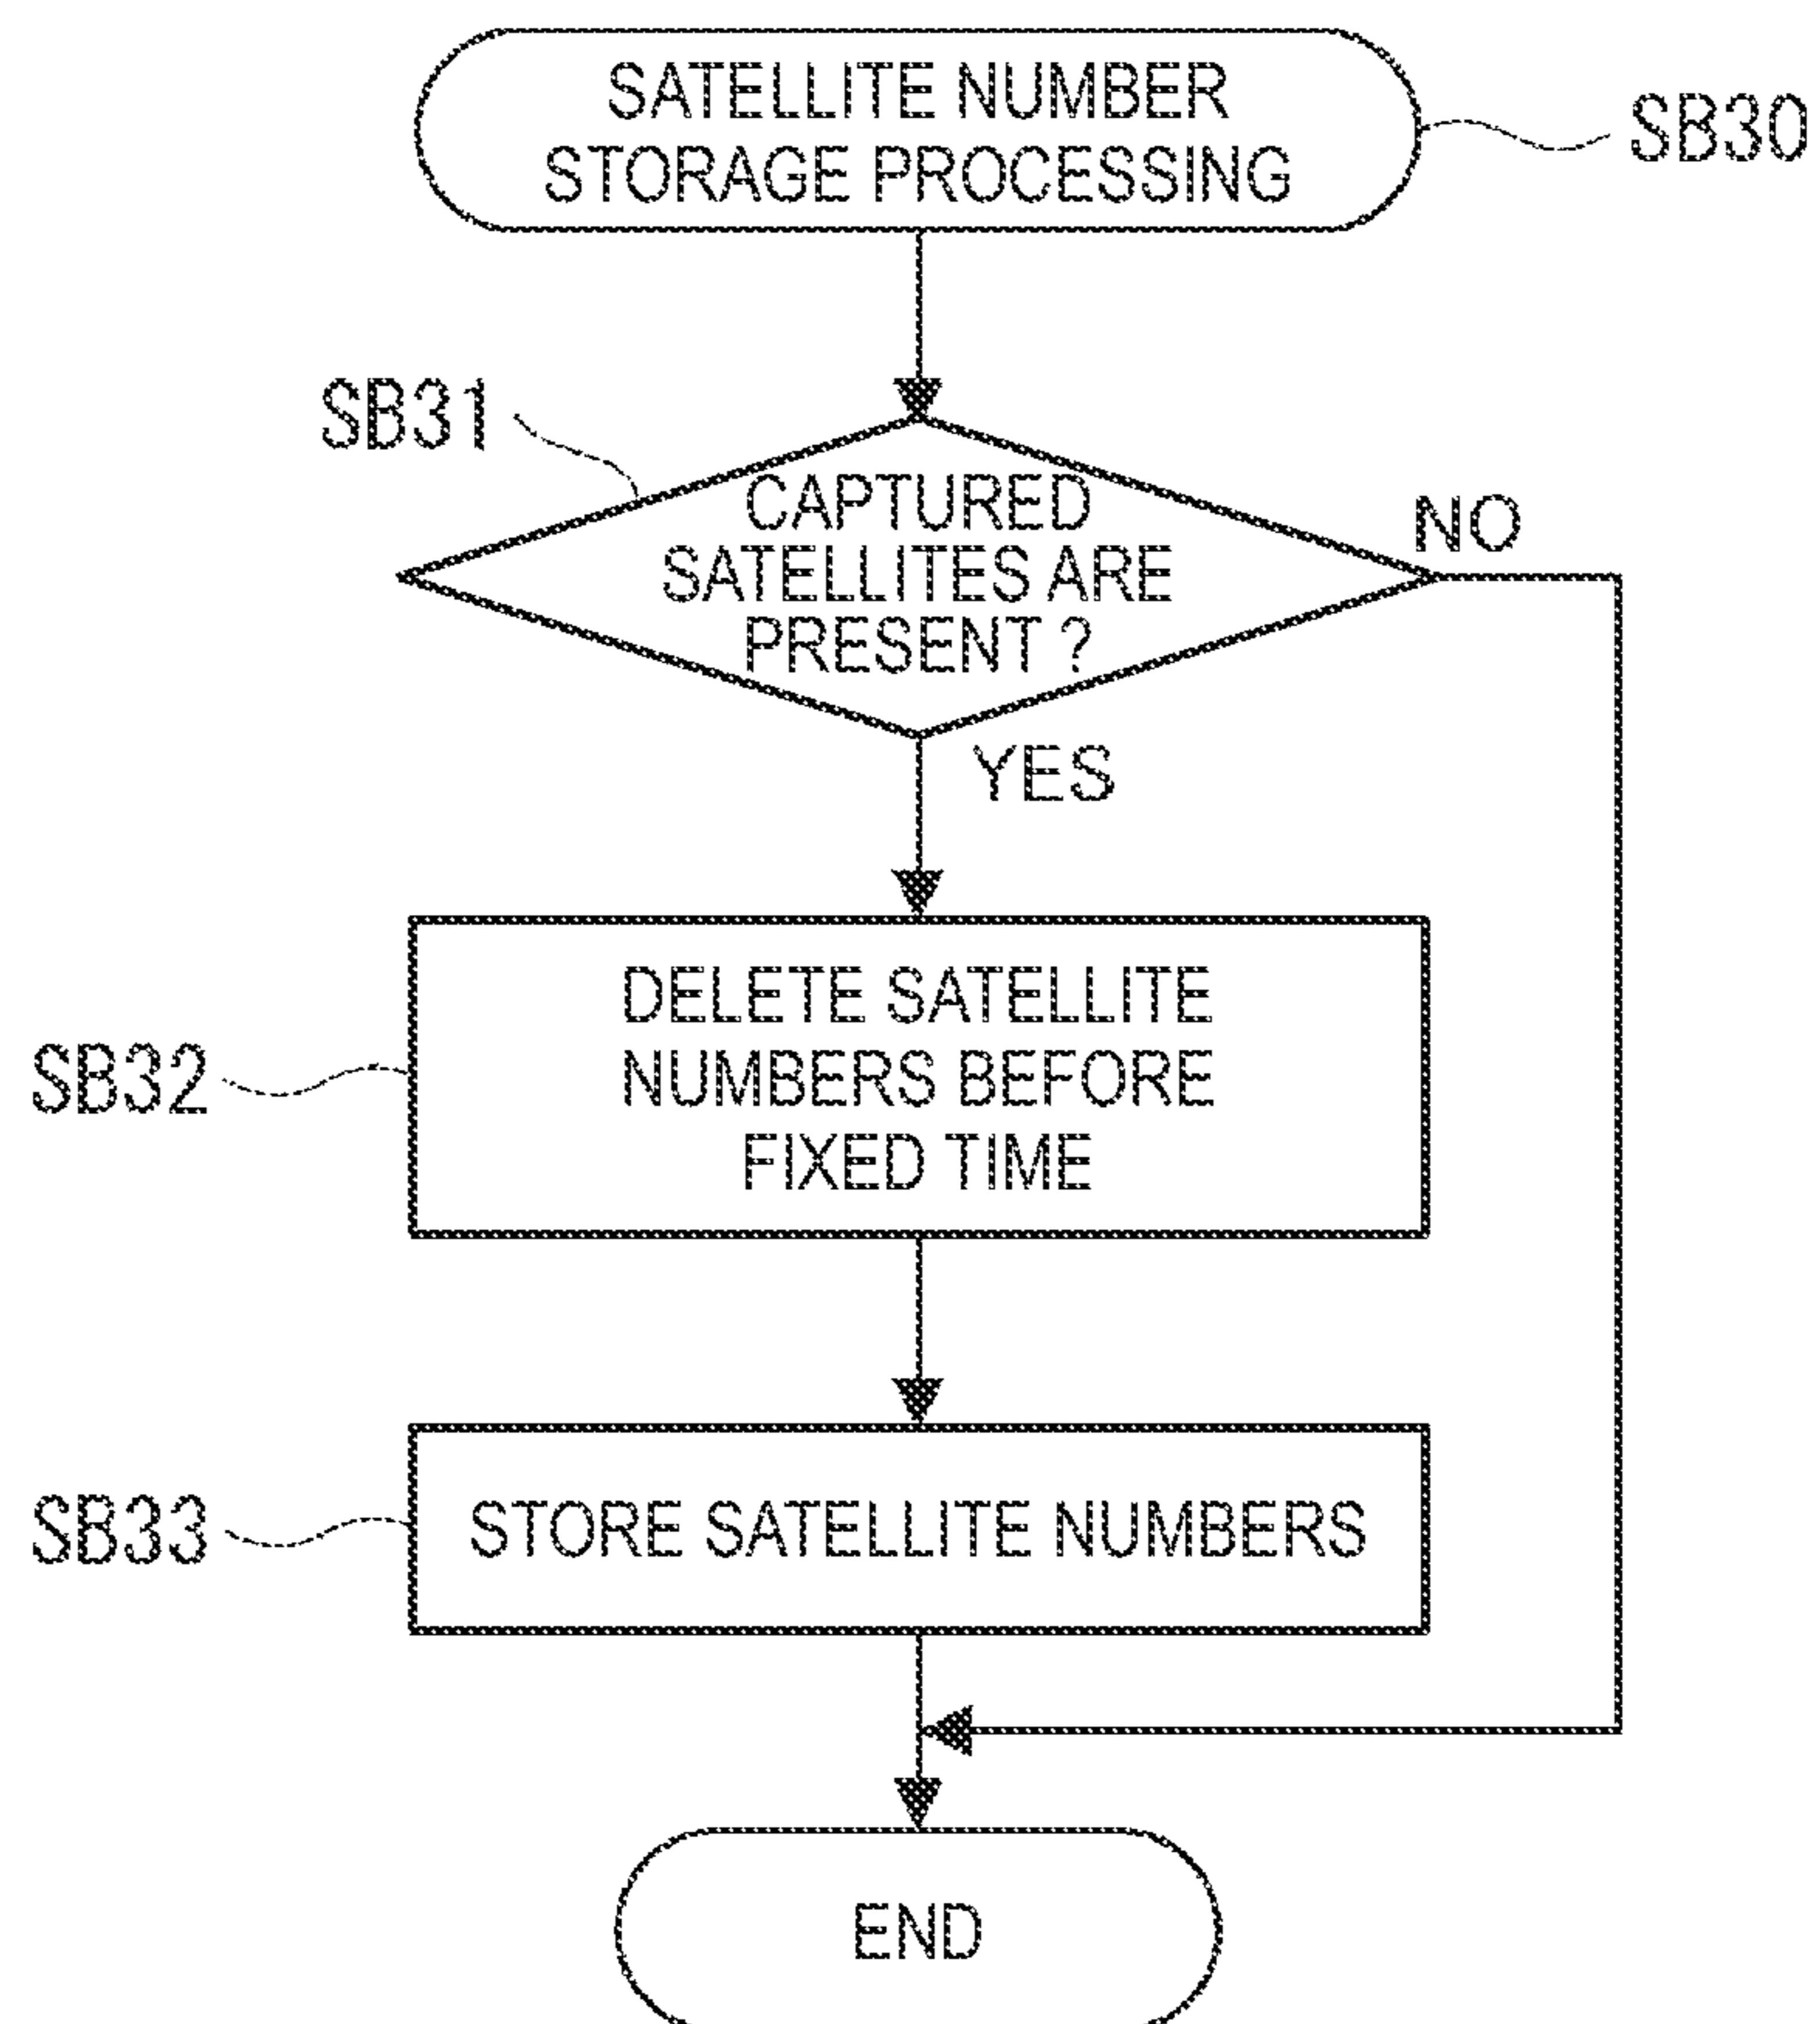 SATELLITE NUMBER
STORAGE PROCESSING
SB30
SB31
CAPTURED
SATELLITES ARE
PRESENT ?
NO
YES
SB32
DELETE SATELLITE
NUMBERS BEFORE
FIXED TIME
SB33
STORE SATELLITE NUMBERS
END